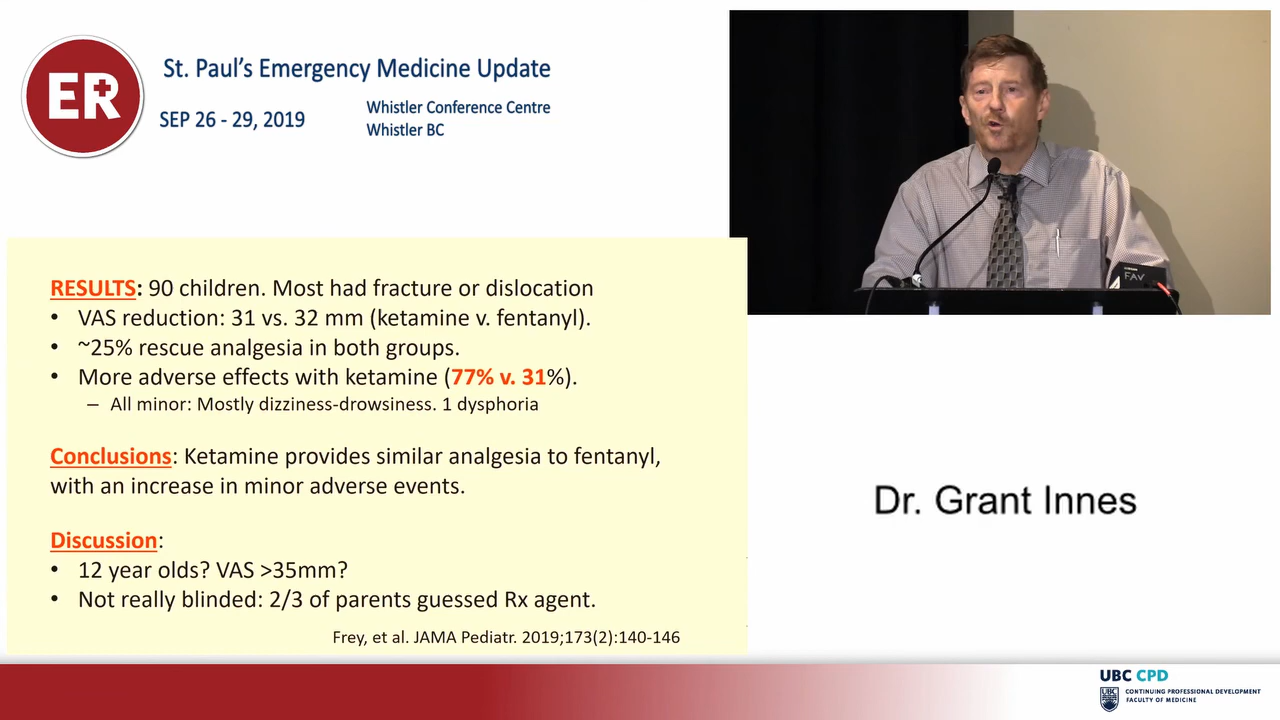 ER
St. Paul's Emergency Medicine Update
SEP 26 - 29, 2019
Whistler Conference Centre
Whistler BC
RESULTS: 90 children. Most had fracture or dislocation
• VAS reduction: 31 vs. 32 mm (ketamine v. fentanyl).
• ~25% rescue analgesia in both groups.
• More adverse effects with ketamine (77% v. 31%).
– All minor: Mostly dizziness-drowsiness. 1 dysphoria
Conclusions: Ketamine provides similar analgesia to fentanyl,
with an increase in minor adverse events.
Discussion:
• 12 year olds? VAS >35mm?
• Not really blinded: 2/3 of parents guessed Rx agent.
Frey, et al. JAMA Pediatr. 2019;173(2):140-146
FAV
Dr. Grant Innes
UBC CPD
UBC
CONTINUING PROFESSIONAL DEVELOPMENT
FACULTY OF MEDICINE